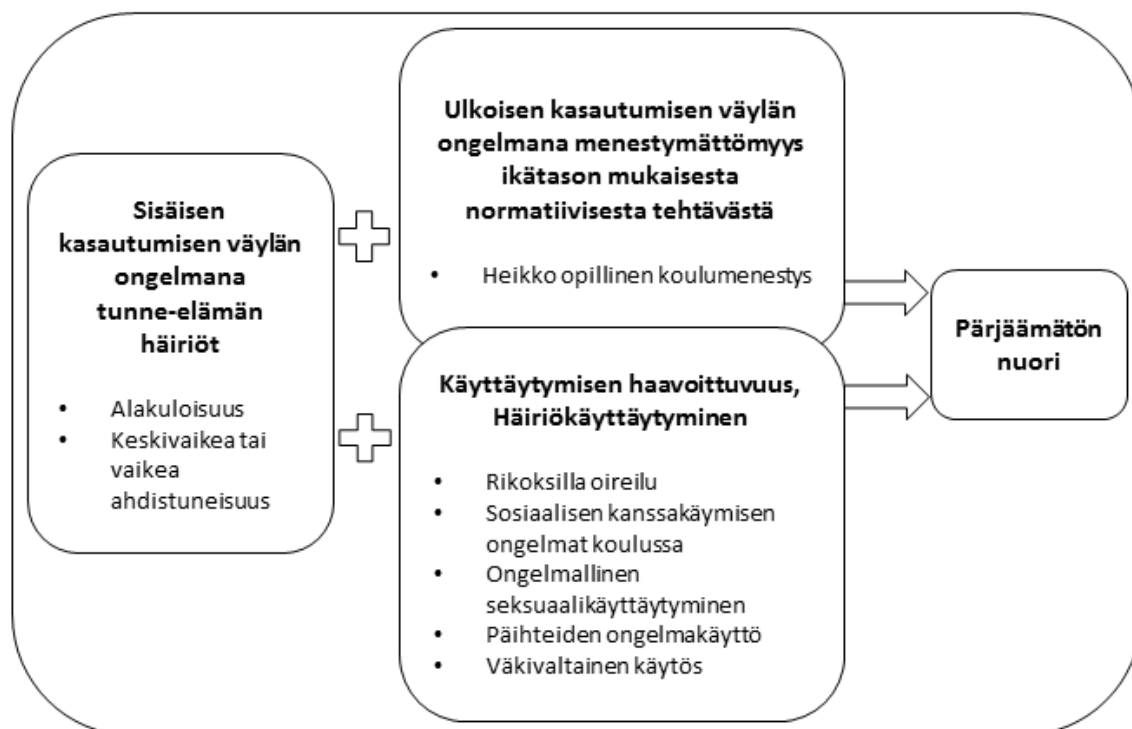 Sisäisen
kasautumisen väylän
ongelmana
tunne-elämän
häiriöt
• Alakuloisuus
• Keskivaikea tai
vaikea
ahdistuneisuus
Ulkoisen kasautumisen väylän
ongelmana menestymättömyys
ikätason mukaisesta
normatiivisesta tehtävästä
• Heikko opillinen koulumenestys
Käyttäytymisen haavoittuvuus,
Häiriökäyttäytyminen
• Rikoksilla oireilu
• Sosiaalisen kanssakäymisen
ongelmat koulussa
• Ongelmallinen
seksuaalikäyttäytyminen
• Päihteiden ongelmakäyttö
• Väkivaltainen käytös
Pärjäämätön
nuori